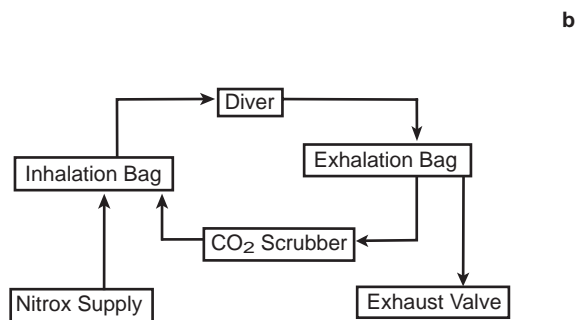 b
Diver
Exhalation Bag
Inhalation Bag
CO₂ Scrubber
Nitrox Supply
Exhaust Valve